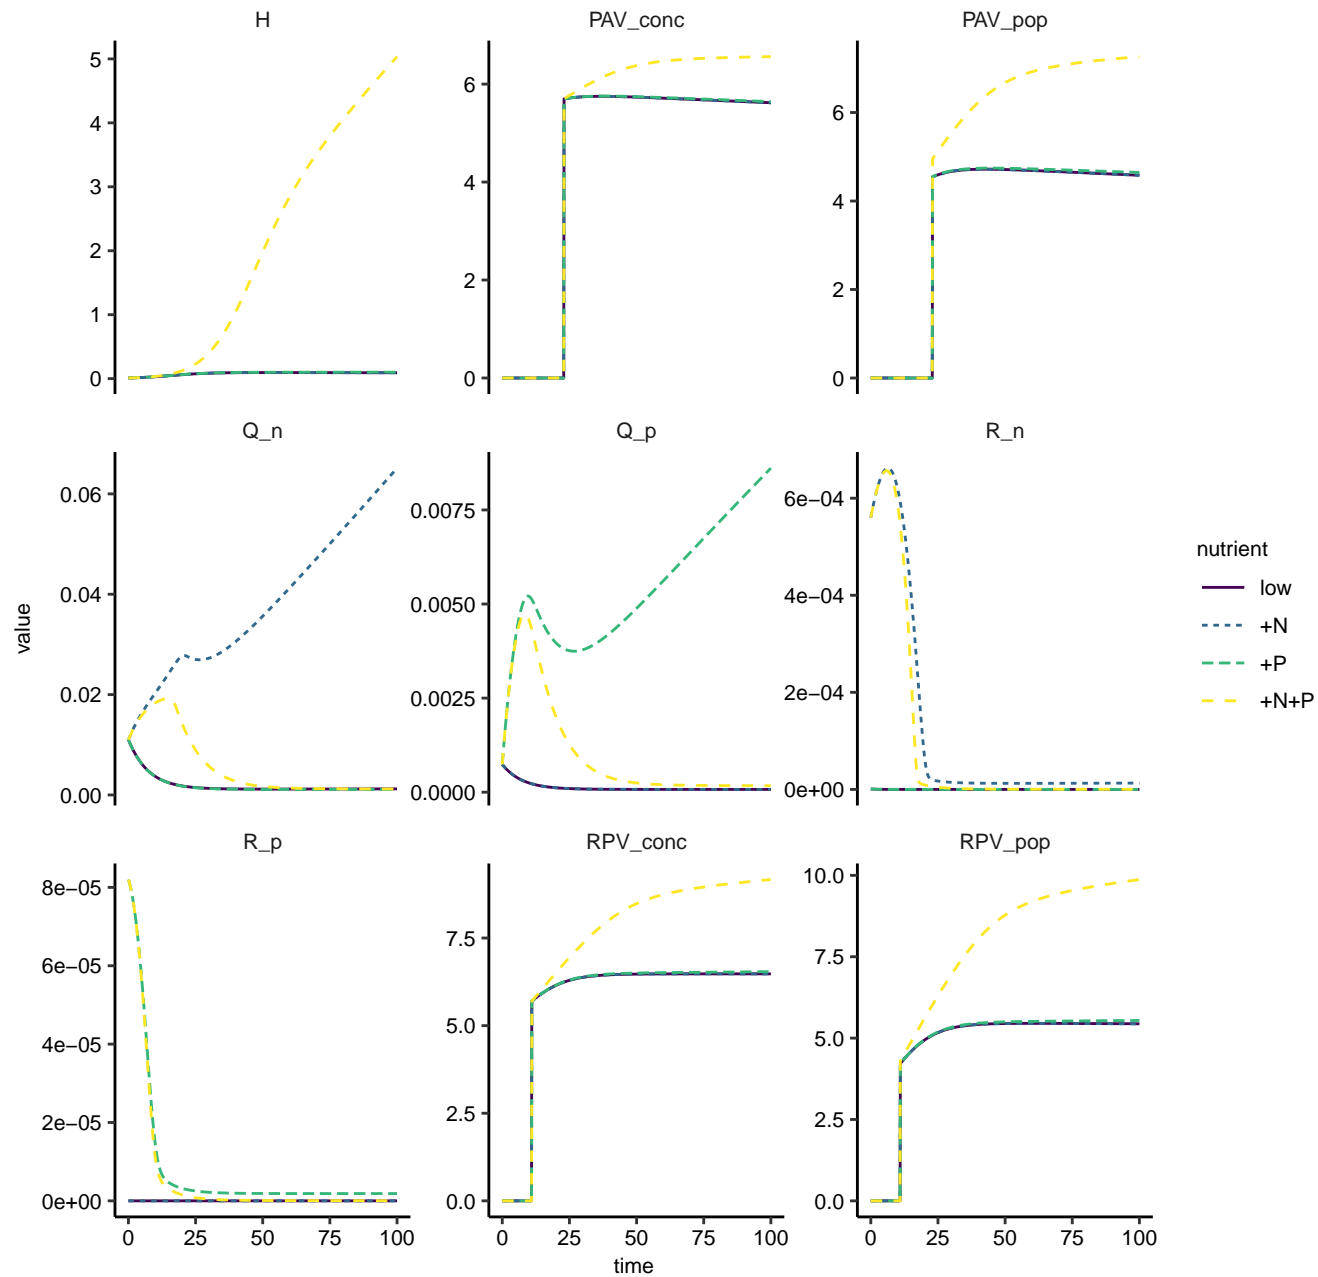 H
PAV_conc
PAV_pop
5
4
3
2
1
0
6
4
2
0
6
4
2
0
Q_n
Q_p
R_n
0.06
0.04
0.02
0.00
0.0075
0.0050
0.0025
0.0000
6e−04
4e−04
2e−04
0e+00
value
nutrient
low
+N
+P
+N+P
R_p
RPV_conc
RPV_pop
8e−05
6e−05
4e−05
2e−05
0e+00
7.5
5.0
2.5
0.0
10.0
7.5
5.0
2.5
0.0
0 25 50 75 100
0 25 50 75 100
0 25 50 75 100
time